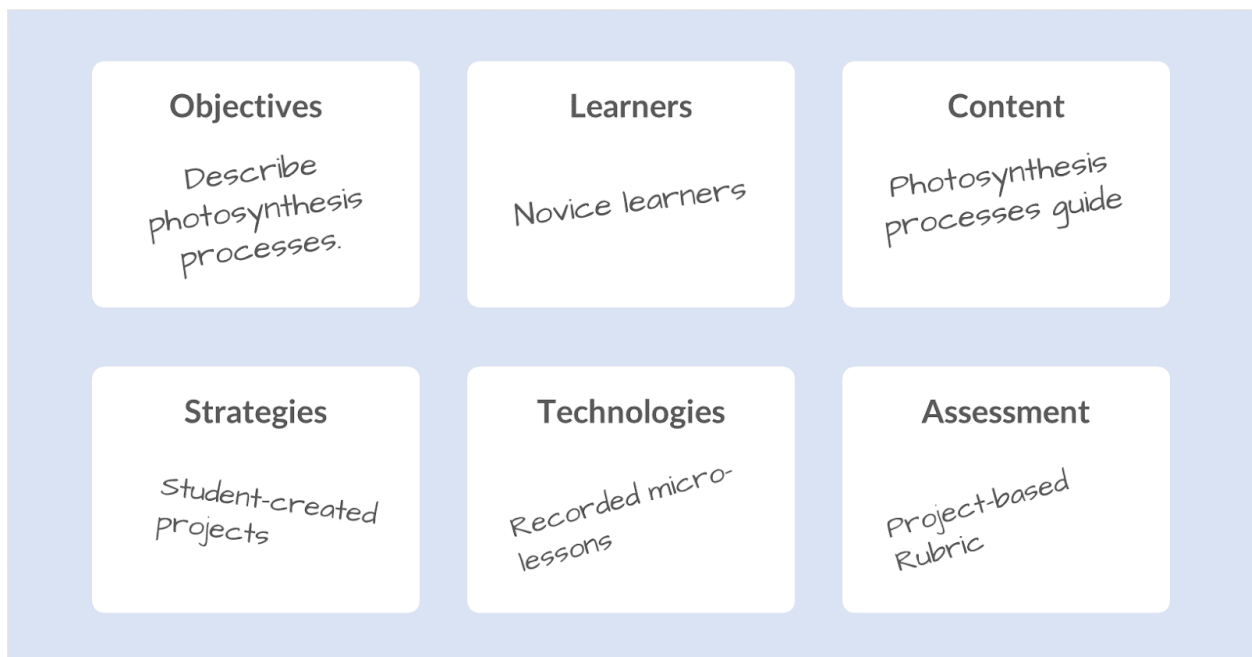 Objectives
Describe
photosynthesis
processes.
Learners
Novice learners
Content
Photosynthesis
processes guide
Strategies
Student-created
projects
Technologies
Recorded micro-
lessons
Assessment
Project-based
Rubric